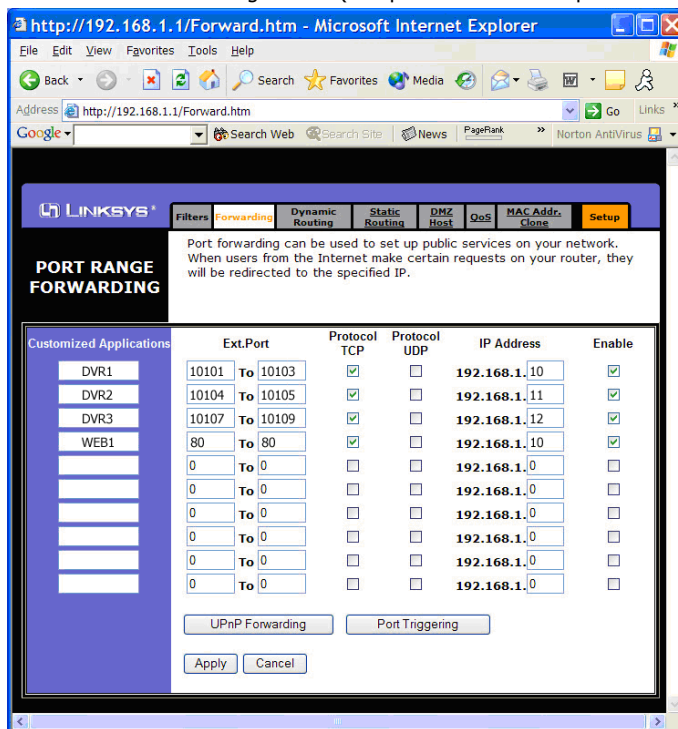 http://192.168.1.1/Forward.htm - Microsoft Internet Explorer
File Edit View Favorites Tools Help
Back Search Favorites Media
Address http://192.168.1.1/Forward.htm Go Links »
Google Search Web Search Site News PageRank » Norton AntiVirus
LINKSYS®
Filters Forwarding Dynamic Routing Static Routing DMZ Host QoS MAC Addr. Clone Setup
PORT RANGE FORWARDING
Port forwarding can be used to set up public services on your network.
When users from the Internet make certain requests on your router, they
will be redirected to the specified IP.
Customized Applications Ext.Port Protocol TCP Protocol UDP IP Address Enable
DVR1 10101 To 10103 192.168.1. 10
DVR2 10104 To 10105 192.168.1. 11
DVR3 10107 To 10109 192.168.1. 12
WEB1 80 To 80 192.168.1. 10
0 To 0 192.168.1. 0
0 To 0 192.168.1. 0
0 To 0 192.168.1. 0
0 To 0 192.168.1. 0
0 To 0 192.168.1. 0
0 To 0 192.168.1. 0
UPnP Forwarding Port Triggering
Apply Cancel